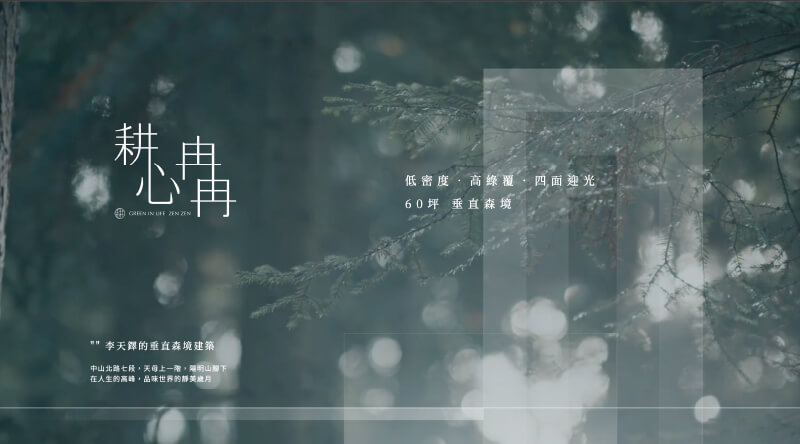 耕心冉冉
GREEN IN LIFE ZEN ZEN
低密度·高綠覆·四面迎光
60坪 垂直森境
"" 李天鐸的垂直森境建築
中山北路七段，天母上一階，陽明山腳下
在人生的高峰，品味世界的靜美歲月